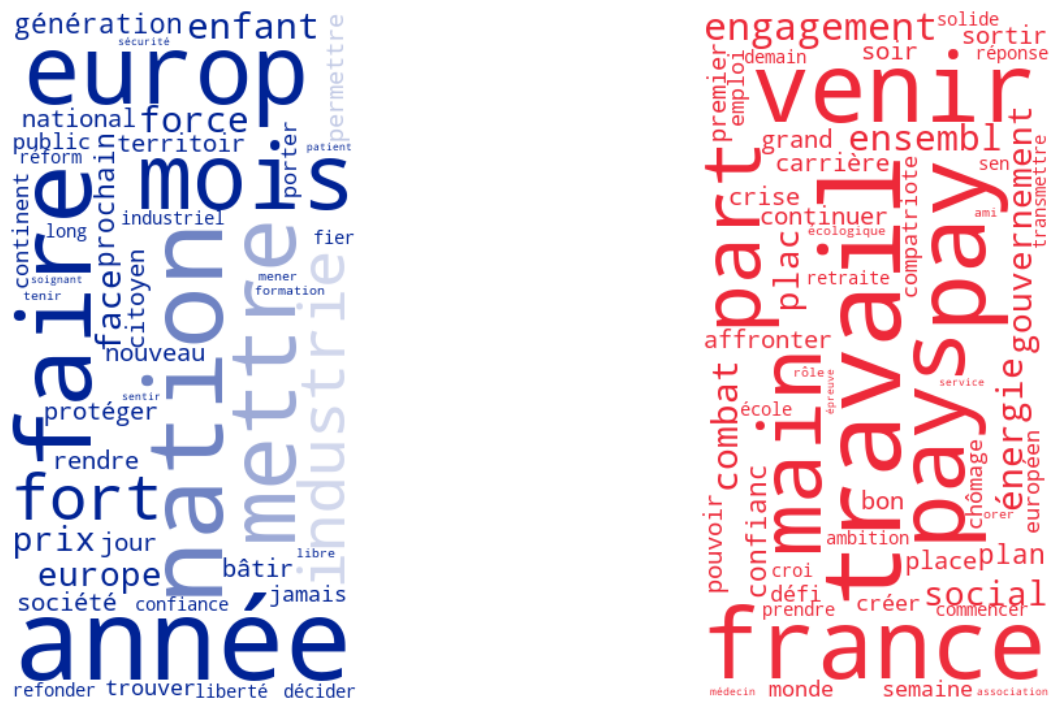 génération
enfant
sécurité
europ
permettre
national
force
public
territoir
réform
prochain
porter
patient
mois
faire
continent
long
industriel
fier
face
citoyen
nation
mettre
industrie
mener
formation
soignant
tenir
nouveau
sentir
protéger
rendre
fort
prix
jour
libre
europe
bâtir
société
confiance
jamais
année
refonder
trouver
liberté
décider
engagement
solide
sortir
premier
emploi
demain
soir
réponse
venir
grand
ensembl
part
carrière
sen
gouvernement
transmettre
crise
continuer
ami
écologique
compatriote
plac
retraite
travail
pays
pay
affronter
main
rôle
épreuve
service
combat
école
énergie
européen
chômage
bon
orer
pouvoir
confianc
ambition
place
plan
croi
défi
social
prendre
créer
commencer
france
médecin
monde
semaine
association